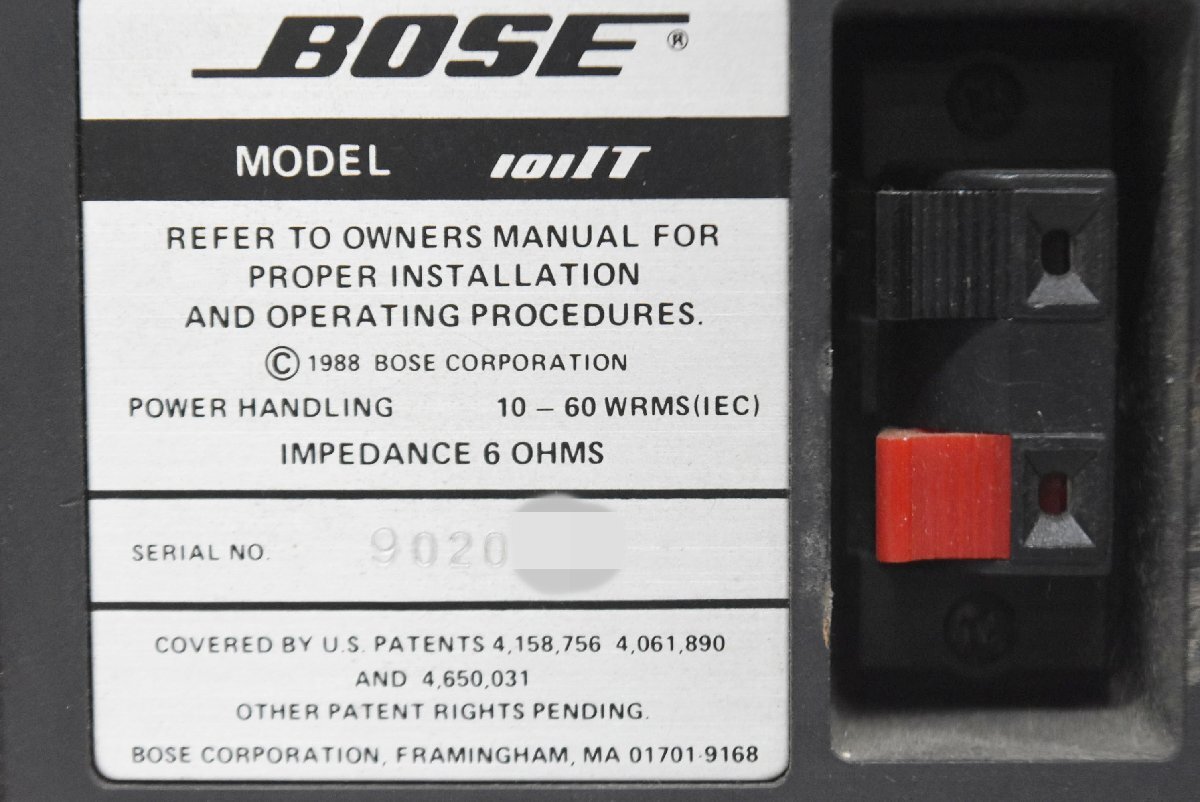 BOSE®
MODEL 101IT
REFER TO OWNERS MANUAL FOR
PROPER INSTALLATION
AND OPERATING PROCEDURES.
© 1988 BOSE CORPORATION
POWER HANDLING 10 – 60 WRMS(IEC)
IMPEDANCE 6 OHMS
SERIAL NO. 9020
COVERED BY U.S. PATENTS 4,158,756 4,061,890
AND 4,650,031
OTHER PATENT RIGHTS PENDING.
BOSE CORPORATION, FRAMINGHAM, MA 01701-9168